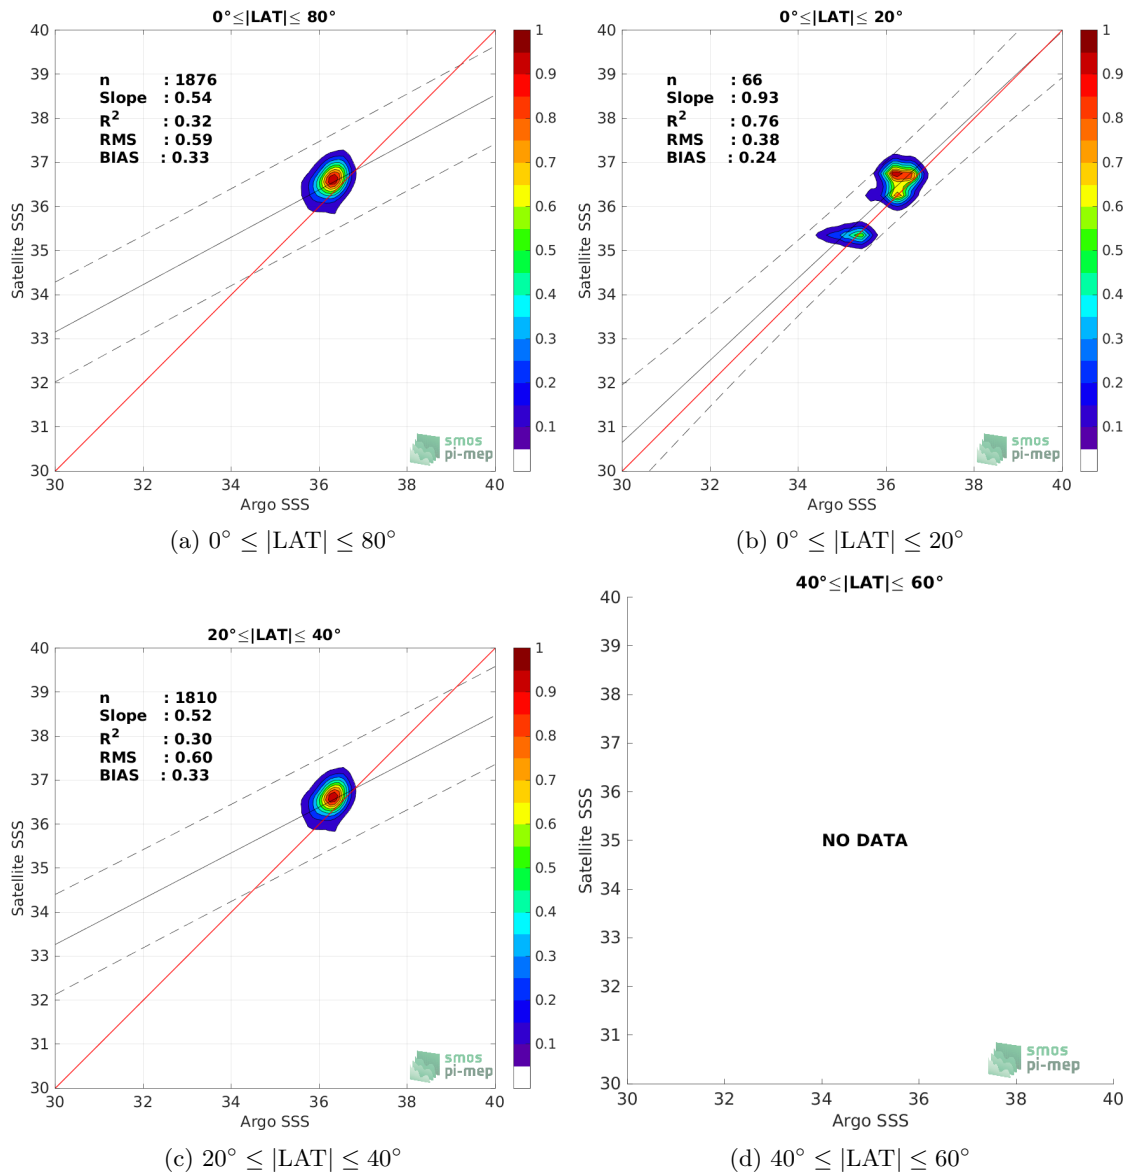 0°≤|LAT|≤ 80°
40
39
38
37
36
35
34
33
32
31
30
Satellite SSS
n : 1876
Slope : 0.54
R² : 0.32
RMS : 0.59
BIAS : 0.33
smos
pi-mep
30 32 34 36 38 40
Argo SSS
1
0.9
0.8
0.7
0.6
0.5
0.4
0.3
0.2
0.1
(a) 0° ≤ |LAT| ≤ 80°
0°≤|LAT|≤ 20°
40
39
38
37
36
35
34
33
32
31
30
Satellite SSS
n : 66
Slope : 0.93
R² : 0.76
RMS : 0.38
BIAS : 0.24
smos
pi-mep
30 32 34 36 38 40
Argo SSS
1
0.9
0.8
0.7
0.6
0.5
0.4
0.3
0.2
0.1
(b) 0° ≤ |LAT| ≤ 20°
20°≤|LAT|≤ 40°
40
39
38
37
36
35
34
33
32
31
30
Satellite SSS
n : 1810
Slope : 0.52
R² : 0.30
RMS : 0.60
BIAS : 0.33
smos
pi-mep
30 32 34 36 38 40
Argo SSS
1
0.9
0.8
0.7
0.6
0.5
0.4
0.3
0.2
0.1
(c) 20° ≤ |LAT| ≤ 40°
40°≤|LAT|≤ 60°
40
39
38
37
36
35
34
33
32
31
30
Satellite SSS
NO DATA
smos
pi-mep
30 32 34 36 38 40
Argo SSS
(d) 40° ≤ |LAT| ≤ 60°